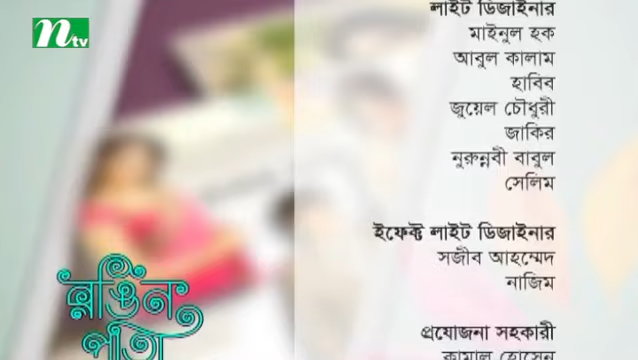 ntv
লাইট ডিজাইনার
মাইনুল হক
আবুল কালাম
হাবিব
জুয়েল চৌধুরী
জাকির
নুরুন্নবী বাবুল
সেলিম
ইফেক্ট লাইট ডিজাইনার
সজীব আহম্মেদ
নাজিম
প্রযোজনা সহকারী
কামাল হোসেন
রঙিন
পাতা